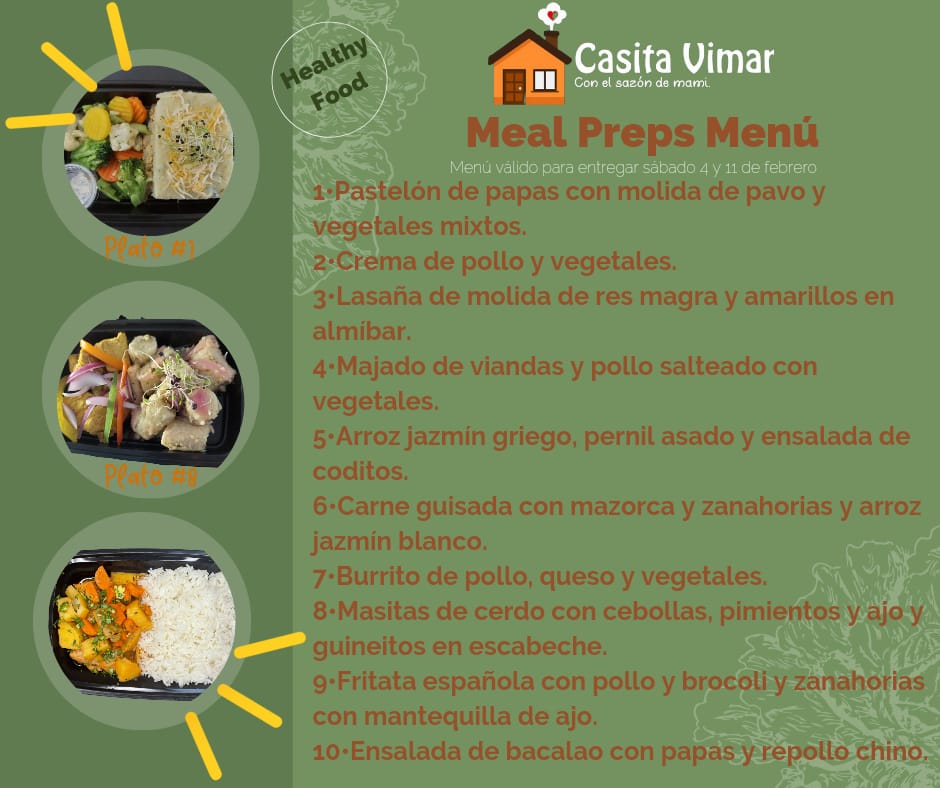 Healthy
Food
Casita Vimar
Con el sazón de mami.
Meal Preps Menú
Menú válido para entregar sábado 4 y 11 de febrero
1•Pastelón de papas con molida de pavo y
vegetales mixtos.
2•Crema de pollo y vegetales.
3•Lasaña de molida de res magra y amarillos en
almíbar.
4•Majado de viandas y pollo salteado con
vegetales.
5•Arroz jazmín griego, pernil asado y ensalada de
coditos.
6•Carne guisada con mazorca y zanahorias y arroz
jazmín blanco.
7•Burrito de pollo, queso y vegetales.
8•Masitas de cerdo con cebollas, pimientos y ajo y
guineitos en escabeche.
9•Fritata española con pollo y brocoli y zanahorias
con mantequilla de ajo.
10•Ensalada de bacalao con papas y repollo chino.
Plato #1
Plato #8